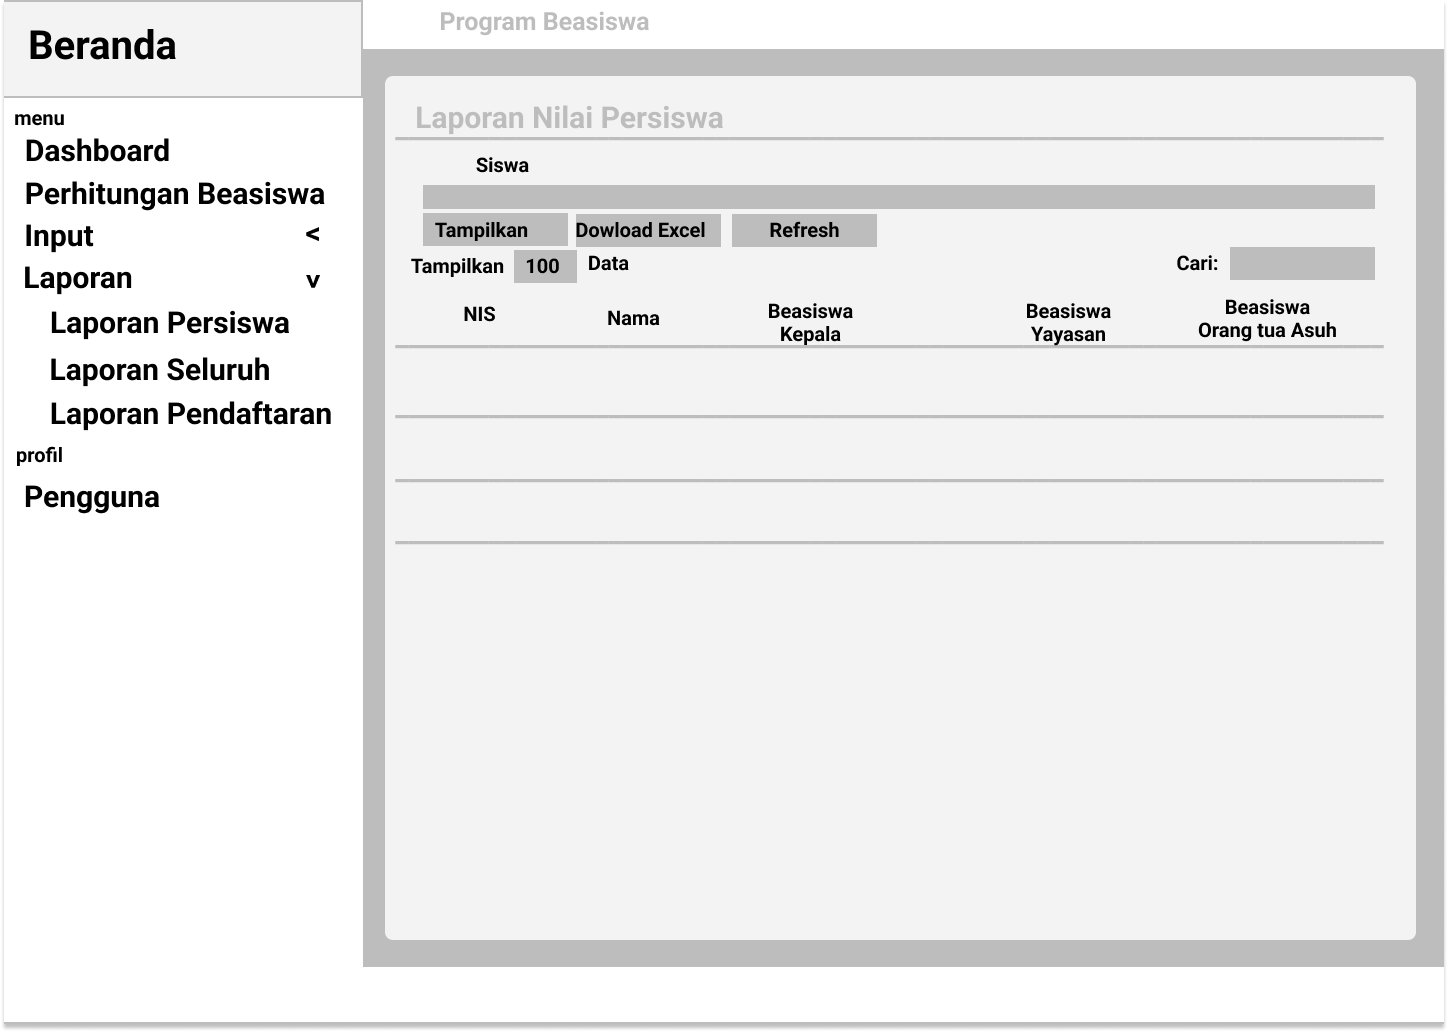 Beranda
Program Beasiswa
menu
Dashboard
Perhitungan Beasiswa
Input <
Laporan v
Laporan Persiswa
Laporan Seluruh
Laporan Pendaftaran
profil
Pengguna
Laporan Nilai Persiswa
Siswa
Tampilkan Dowload Excel Refresh
Tampilkan 100 Data Cari:
NIS Nama Beasiswa Beasiswa Beasiswa
Kepala Yayasan Orang tua Asuh